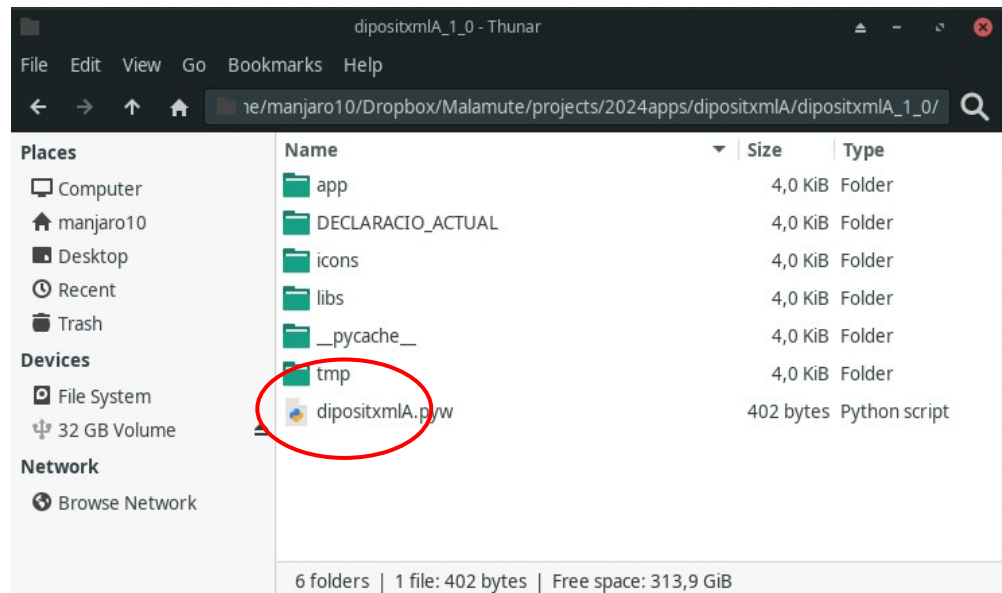 dipositxmlA_1_0 - Thunar
File Edit View Go Bookmarks Help
ne/manjaro10/Dropbox/Malamute/projects/2024apps/dipositxmlA/dipositxmlA_1_0/
Places
Computer
manjaro10
Desktop
Recent
Trash
Devices
File System
32 GB Volume
Network
Browse Network
Name Size Type
app 4,0 KiB Folder
DECLARACIO_ACTUAL 4,0 KiB Folder
icons 4,0 KiB Folder
libs 4,0 KiB Folder
__pycache__ 4,0 KiB Folder
tmp 4,0 KiB Folder
dipositxmlA.pyw 402 bytes Python script
6 folders | 1 file: 402 bytes | Free space: 313,9 GiB